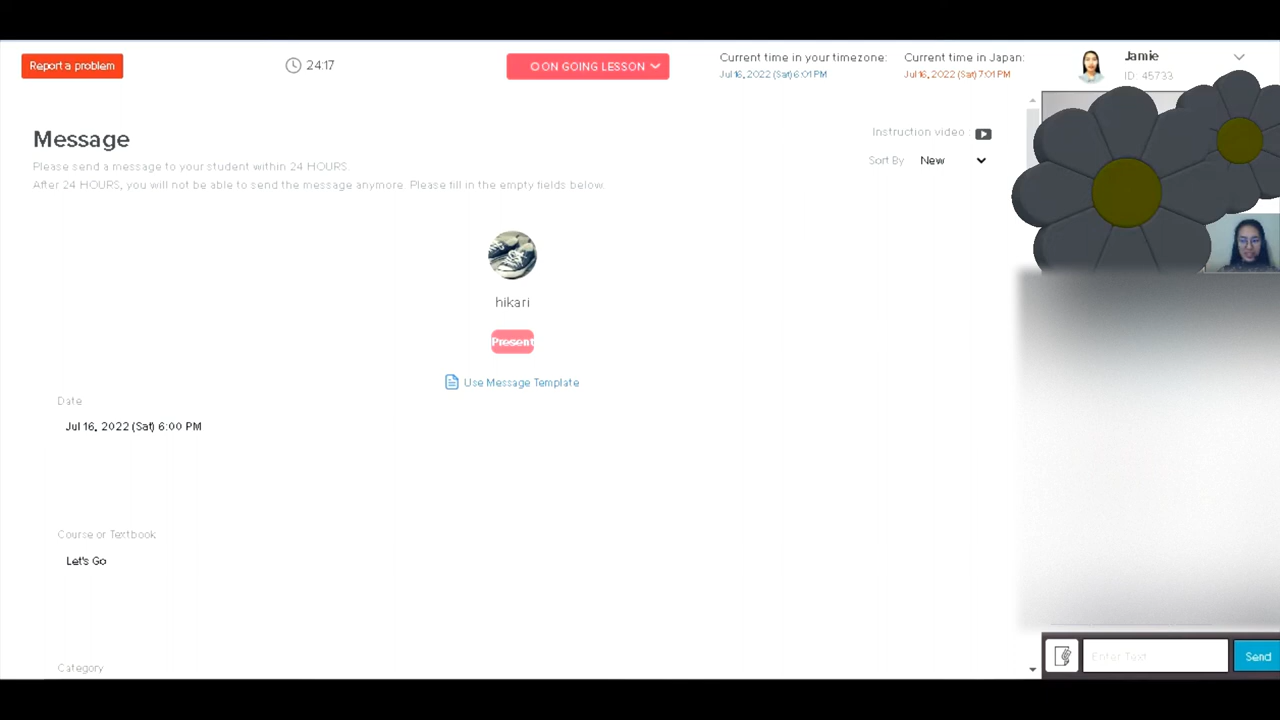 Report a problem
24:17
ON GOING LESSON
Current time in your timezone:
Jul 16, 2022 (Sat) 6:01 PM
Current time in Japan:
Jul 16, 2022 (Sat) 7:01 PM
Jamie
ID: 45733
Message
Please send a message to your student within 24 HOURS.
After 24 HOURS, you will not be able to send the message anymore. Please fill in the empty fields below.
Instruction video :
Sort By New
hikari
Present
Use Message Template
Date
Jul 16, 2022 (Sat) 6:00 PM
Course or Textbook
Let's Go
Category
Enter Text
Send